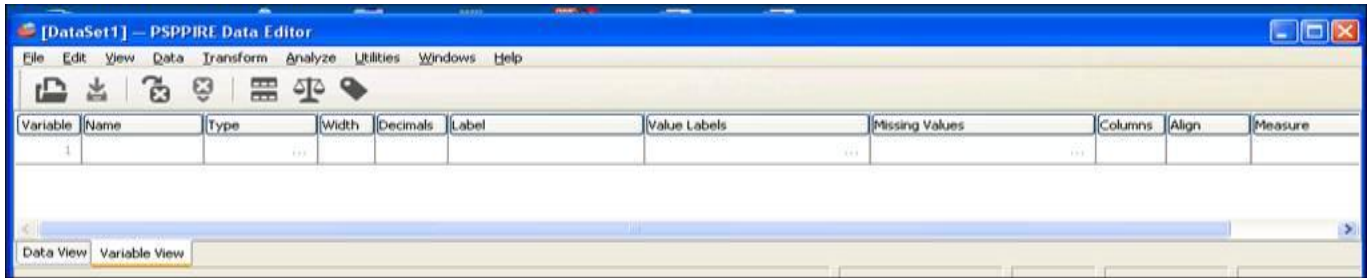 [DataSet1] — PSPPIRE Data Editor
File Edit View Data Transform Analyze Utilities Windows Help
Variable Name Type Width Decimals Label Value Labels Missing Values Columns Align Measure
1 ... ... ...
Data View Variable View